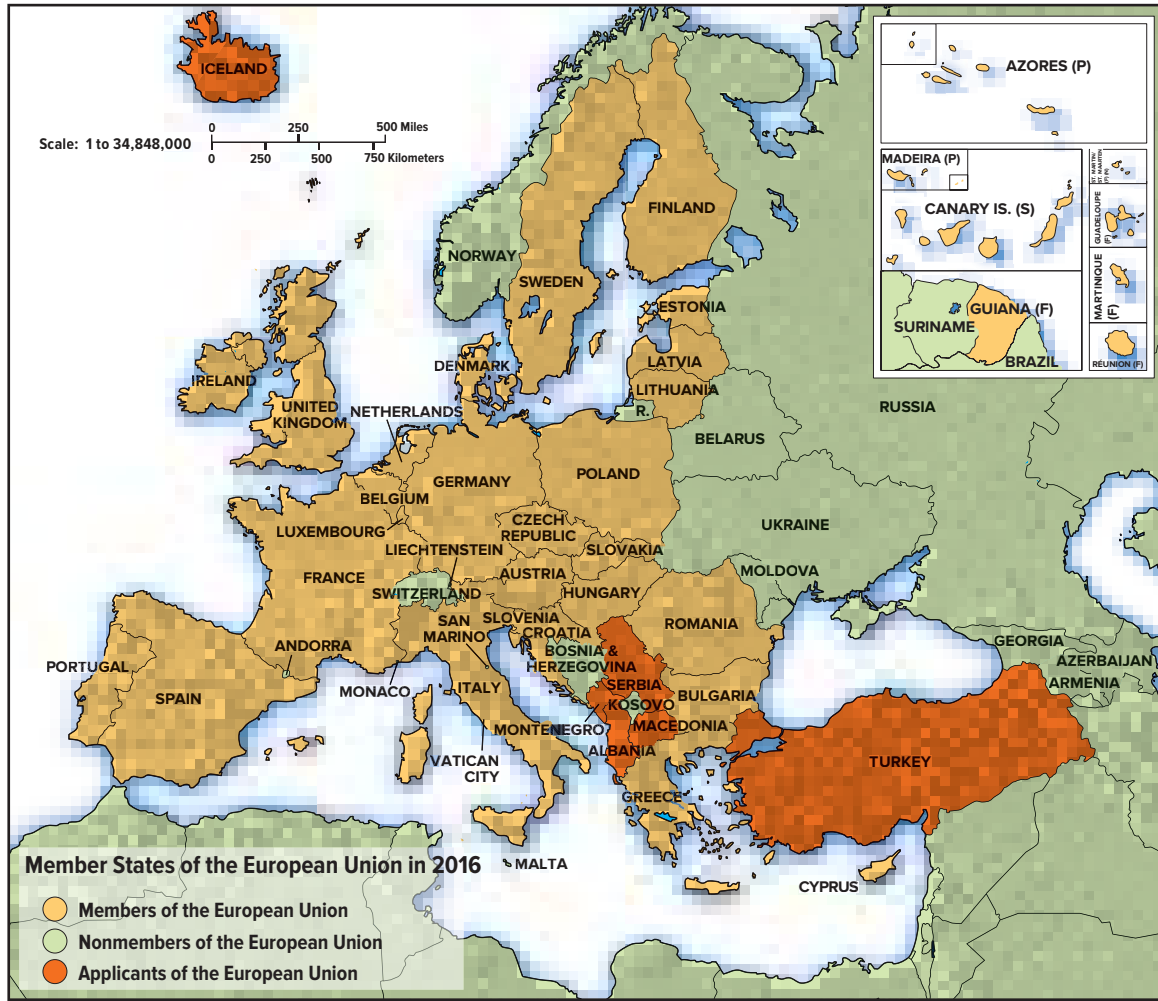 ICELAND
Scale: 1 to 34,848,000
0
250
500 Miles
0
250
500
750 Kilometers
AZORES (P)
MADEIRA (P)
CANARY IS. (S)
ST. MARTIN/
ST. MAARTEN
(F) (N)
GUADELOUPE
(F)
MARTINIQUE
(F)
RÉUNION (F)
GUIANA (F)
SURINAME
BRAZIL
FINLAND
NORWAY
SWEDEN
ESTONIA
LATVIA
LITHUANIA
R.
DENMARK
IRELAND
UNITED
KINGDOM
NETHERLANDS
RUSSIA
BELARUS
POLAND
GERMANY
BELGIUM
LUXEMBOURG
CZECH
REPUBLIC
UKRAINE
LIECHTENSTEIN
SLOVAKIA
AUSTRIA
MOLDOVA
FRANCE
SWITZERLAND
HUNGARY
SLOVENIA
SAN
MARINO
CROATIA
ROMANIA
ANDORRA
BOSNIA &
HERZEGOVINA
GEORGIA
AZERBAIJAN
ARMENIA
PORTUGAL
SPAIN
MONACO
ITALY
SERBIA
BULGARIA
KOSOVO
MONTENEGRO
MACEDONIA
ALBANIA
VATICAN
CITY
TURKEY
GREECE
MALTA
CYPRUS
Member States of the European Union in 2016
Members of the European Union
Nonmembers of the European Union
Applicants of the European Union